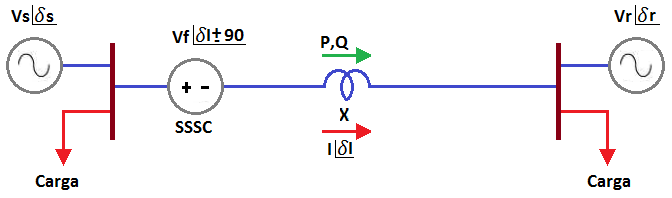 Vs|δs
Vf|δI±90
P,Q
Vr|δr
+ -
SSSC
X
I|δI
Carga
Carga